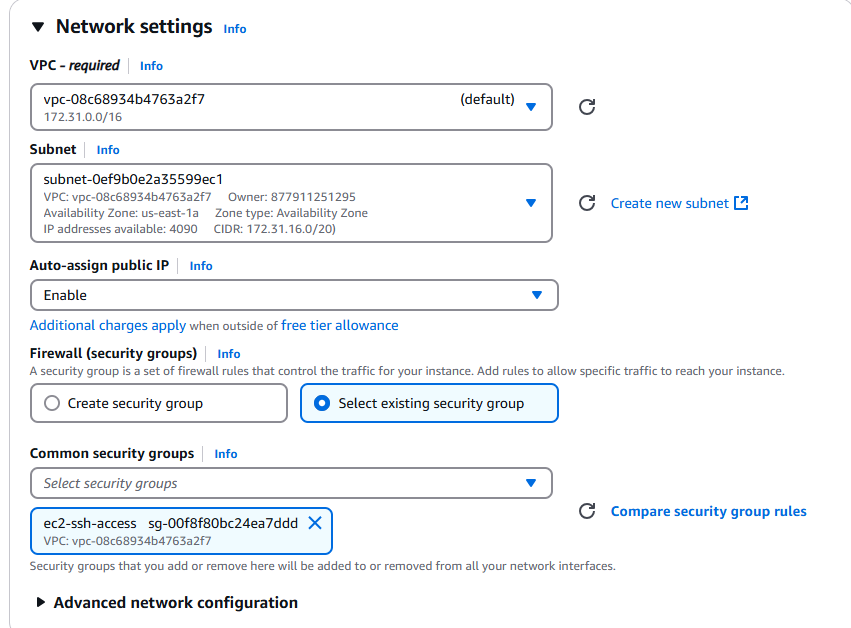 Network settings Info
VPC - required Info
vpc-08c68934b4763a2f7 (default)
172.31.0.0/16
Subnet Info
subnet-0ef9b0e2a35599ec1
VPC: vpc-08c68934b4763a2f7 Owner: 877911251295
Availability Zone: us-east-1a Zone type: Availability Zone
IP addresses available: 4090 CIDR: 172.31.16.0/20)
Create new subnet
Auto-assign public IP Info
Enable
Additional charges apply when outside of free tier allowance
Firewall (security groups) Info
A security group is a set of firewall rules that control the traffic for your instance. Add rules to allow specific traffic to reach your instance.
Create security group
Select existing security group
Common security groups Info
Select security groups
ec2-ssh-access sg-00f8f80bc24ea7ddd
VPC: vpc-08c68934b4763a2f7
Compare security group rules
Security groups that you add or remove here will be added to or removed from all your network interfaces.
Advanced network configuration